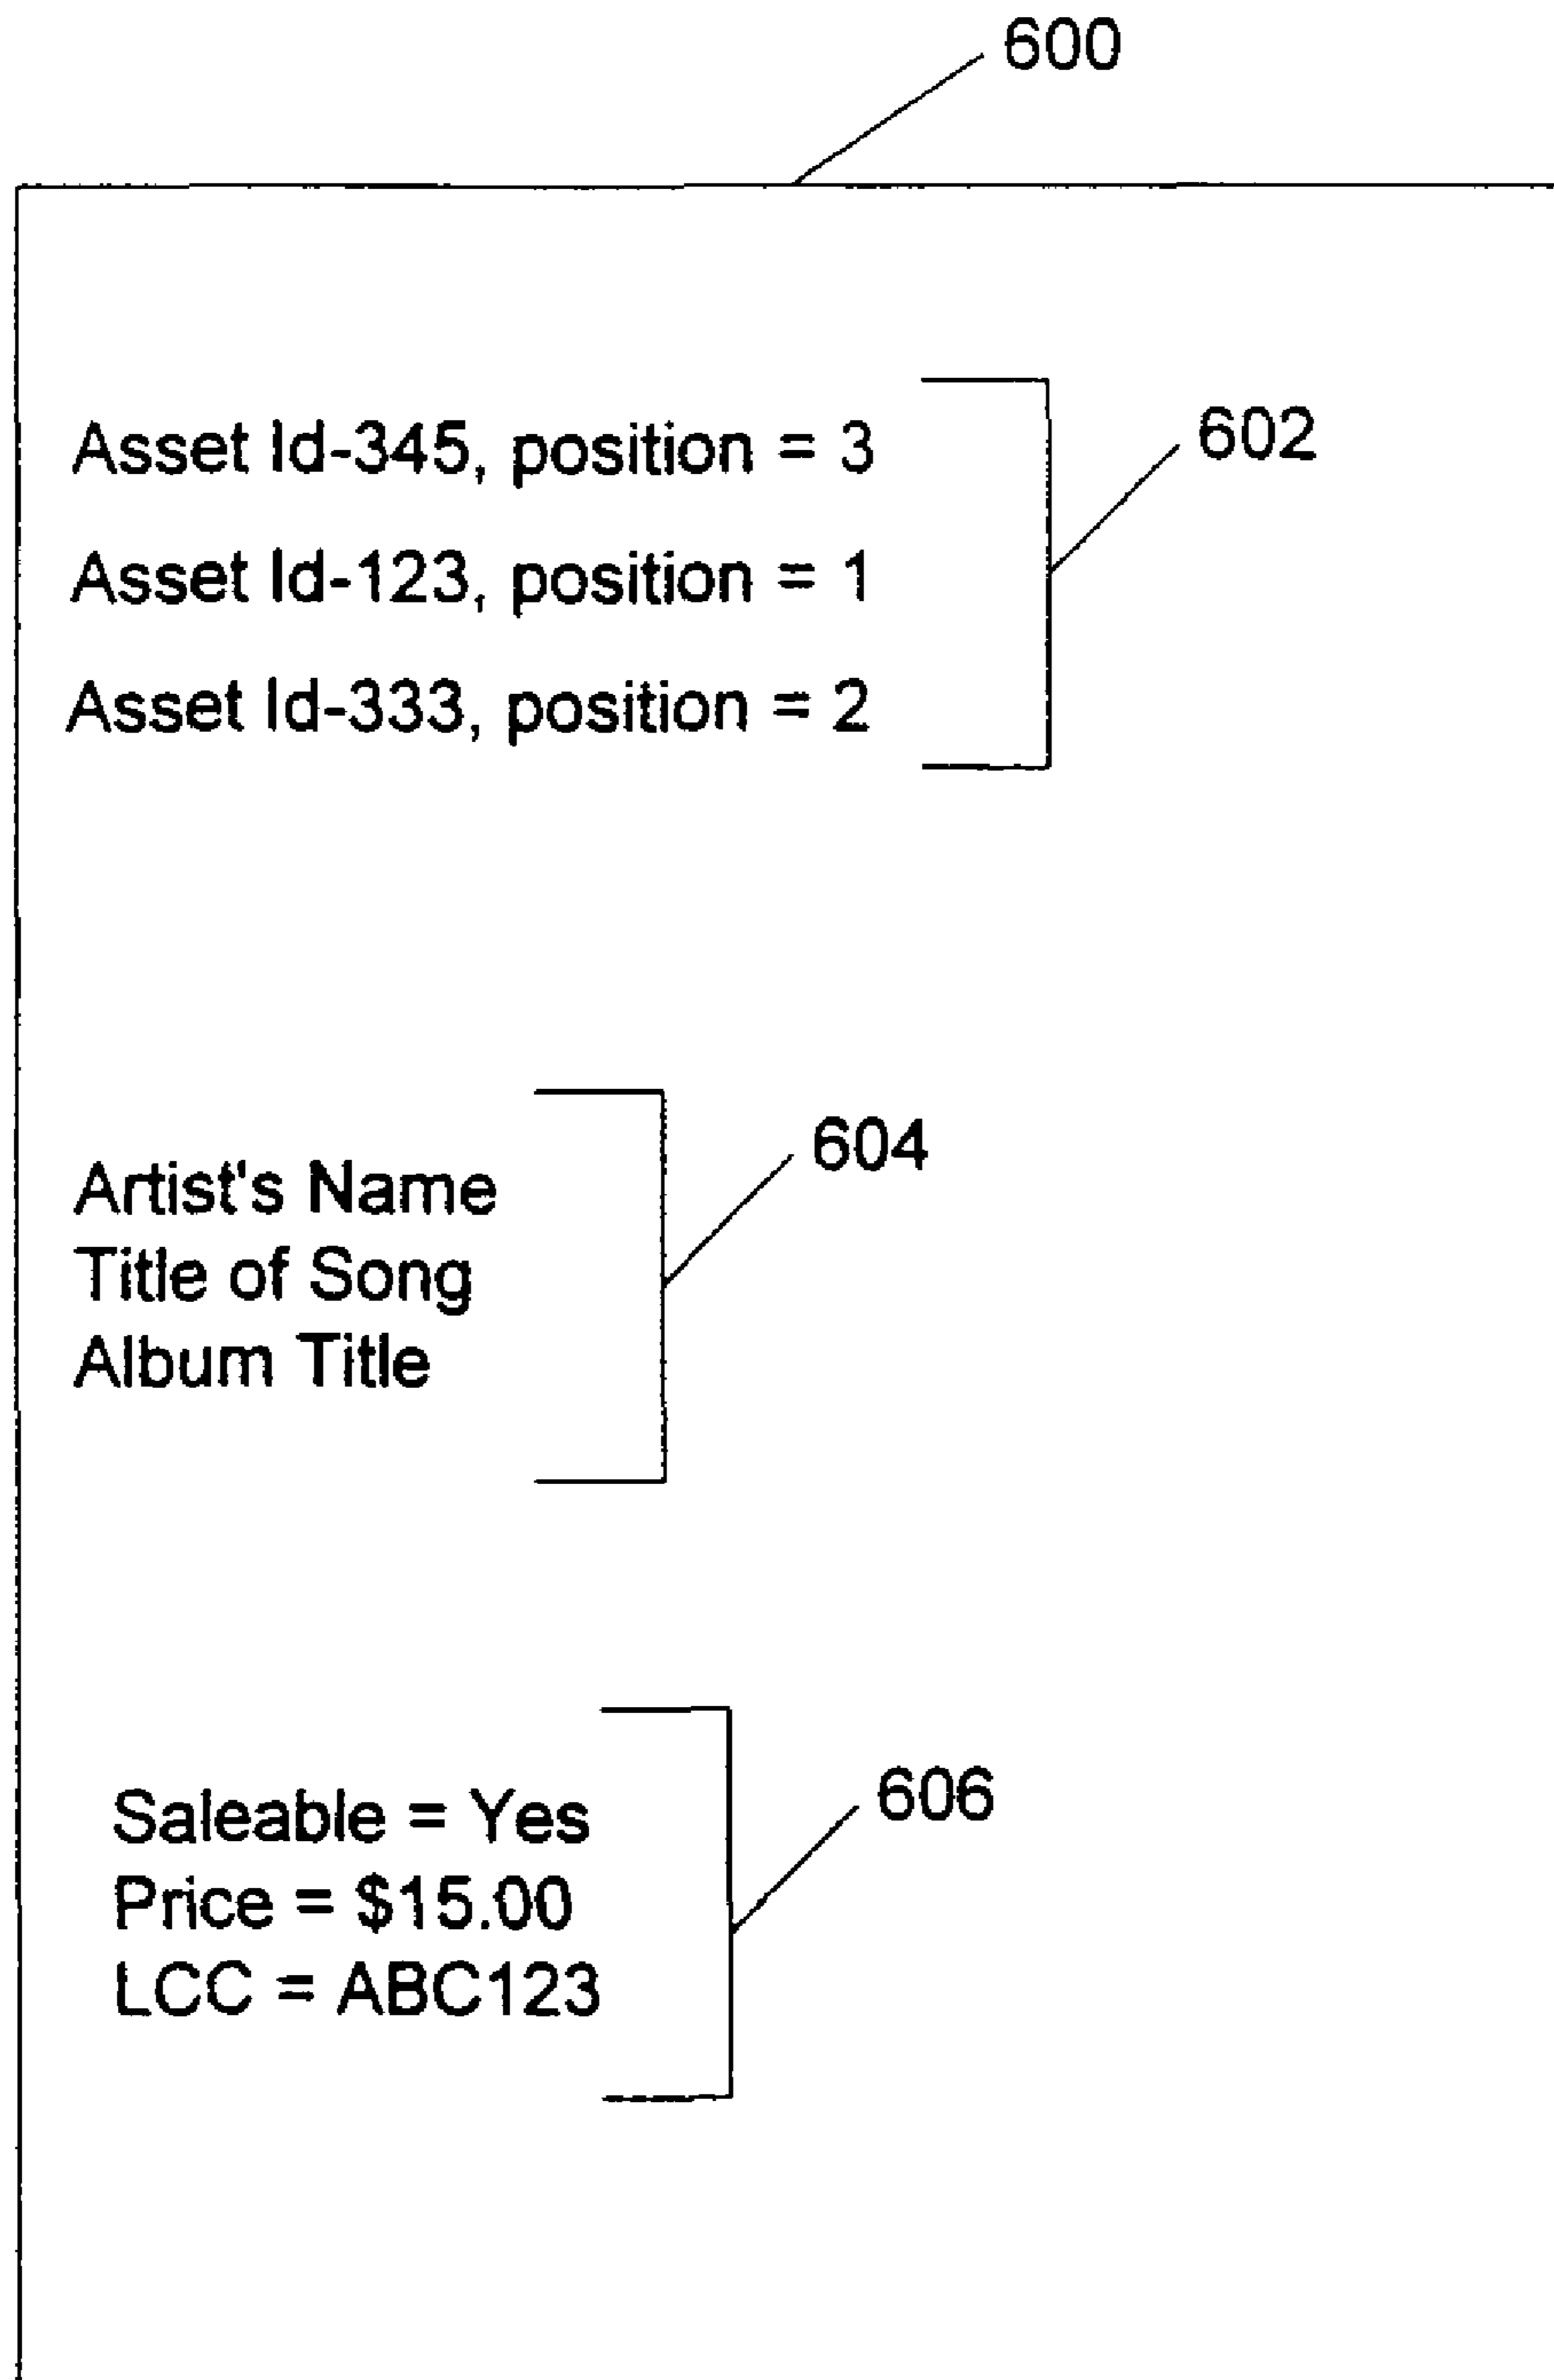 600
Asset Id-345, position = 3
602
Asset Id-123, position = 1
Asset Id-333, position = 2
604
Artist's Name
Title of Song
Album Title
606
Saleable = Yes
Price = $15.00
LCC = ABC123